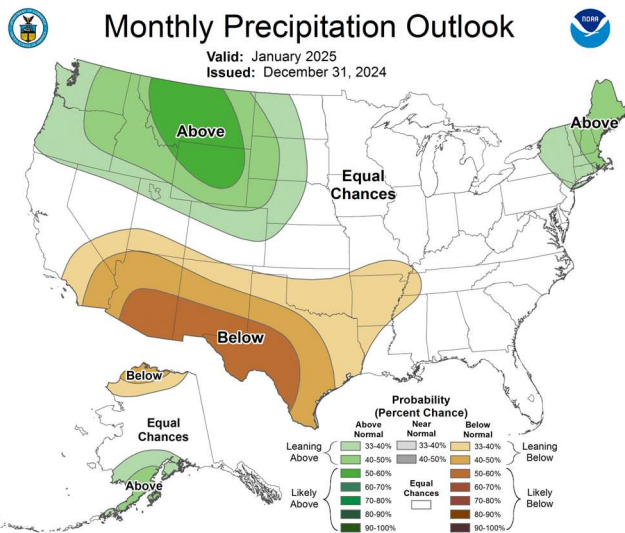 Monthly Precipitation Outlook
Valid: January 2025
Issued: December 31, 2024
NOAA
Above
Above
Equal
Chances
Below
Below
Equal
Chances
Above
Probability
(Percent Chance)
Above
Normal
Near
Normal
Below
Normal
Leaning
Above
33-40%
40-50%
33-40%
40-50%
33-40%
40-50%
Leaning
Below
Likely
Above
50-60%
60-70%
70-80%
80-90%
90-100%
Equal
Chances
50-60%
60-70%
70-80%
80-90%
90-100%
Likely
Below